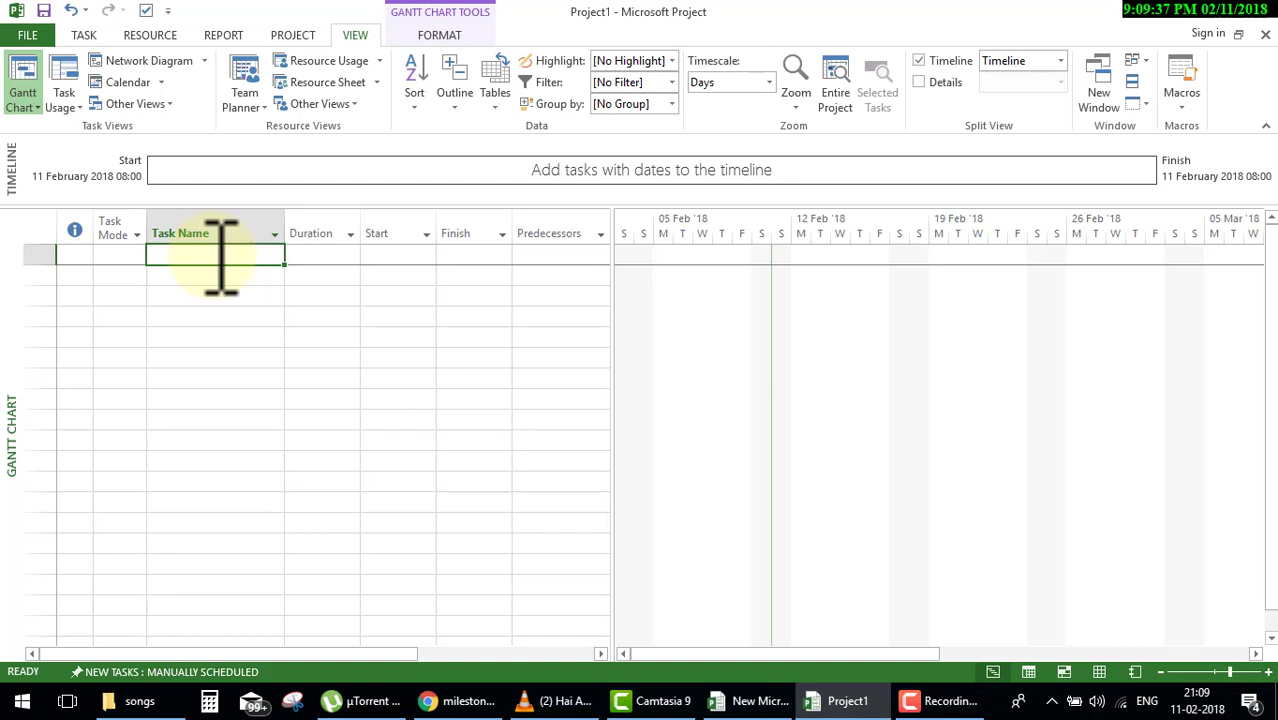 GANTT CHART TOOLS
Project1 - Microsoft Project
9:09:37 PM 02/11/2018
FILE TASK RESOURCE REPORT PROJECT VIEW FORMAT Sign in
Gantt Chart
Task Usage
Network Diagram
Calendar
Other Views
Task Views
Team Planner
Resource Usage
Resource Sheet
Other Views
Resource Views
Sort
Outline
Tables
Highlight: [No Highlight]
Filter: [No Filter]
Group by: [No Group]
Data
Timescale:
Days
Zoom
Entire Project
Selected Tasks
Zoom
Timeline Timeline
Details
Split View
New Window
Window
Macros
Macros
TIMELINE
Start
11 February 2018 08:00
Add tasks with dates to the timeline
Finish
11 February 2018 08:00
Task Mode Task Name Duration Start Finish Predecessors
05 Feb '18 12 Feb '18 19 Feb '18 26 Feb '18 05 Mar '18
S S M T W T F S S M T W T F S S M T W T F S S M T W T F S S M T W
GANTT CHART
READY NEW TASKS : MANUALLY SCHEDULED
songs 99+ µTorrent ... mileston... (2) Hai A... Camtasia 9 New Micr... Project1 Recordin... ENG 21:09
11-02-2018 4